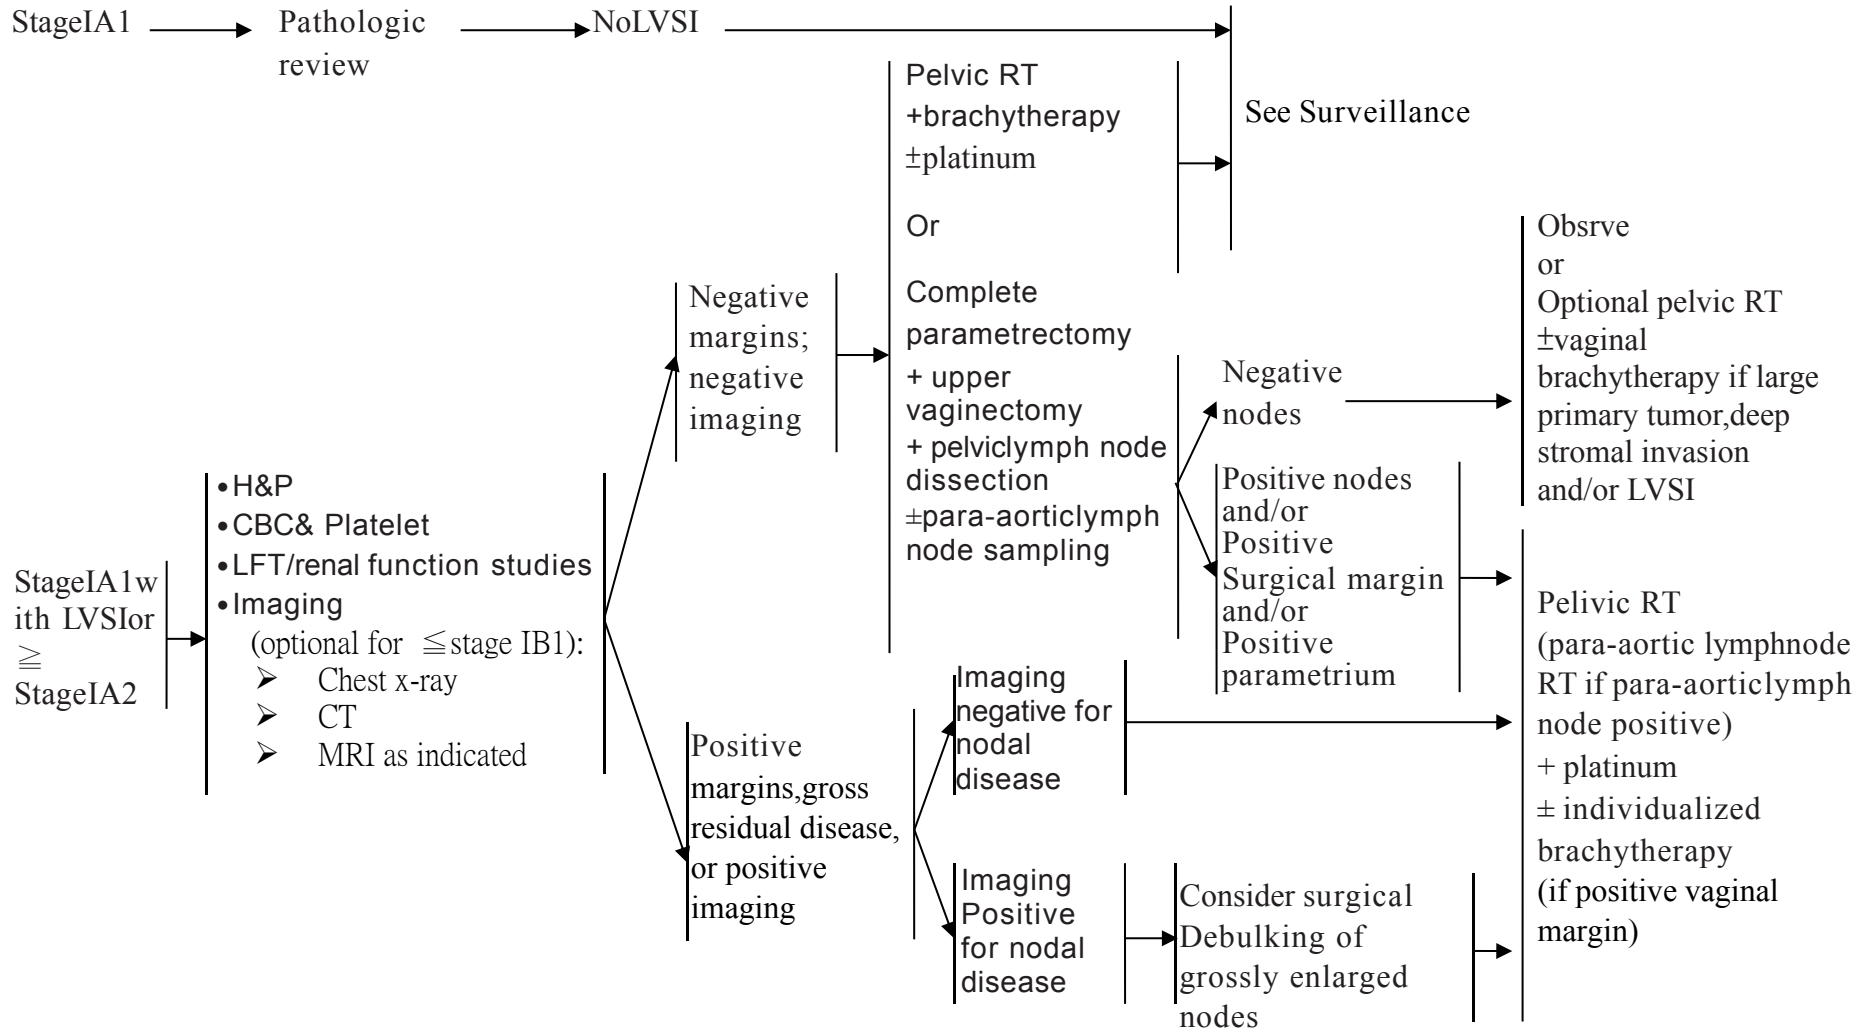 StageIA1
Pathologic
review
NoLVSI
See Surveillance
StageIA1w
ith LVSIor
≧
StageIA2
•H&P
•CBC& Platelet
•LFT/renal function studies
•Imaging
(optional for ≦stage IB1):
➢ Chest x-ray
➢ CT
➢ MRI as indicated
Negative
margins;
negative
imaging
Pelvic RT
+brachytherapy
±platinum
Or
Complete
parametrectomy
+ upper
vaginectomy
+ pelviclymph node
dissection
±para-aorticlymph
node sampling
Negative
nodes
Obsrve
or
Optional pelvic RT
±vaginal
brachytherapy if large
primary tumor,deep
stromal invasion
and/or LVSI
Positive nodes
and/or
Positive
Surgical margin
and/or
Positive
parametrium
Positive
margins,gross
residual disease,
or positive
imaging
Imaging
negative for
nodal
disease
Imaging
Positive
for nodal
disease
Consider surgical
Debulking of
grossly enlarged
nodes
Pelivic RT
(para-aortic lymphnode
RT if para-aorticlymph
node positive)
+ platinum
± individualized
brachytherapy
(if positive vaginal
margin)